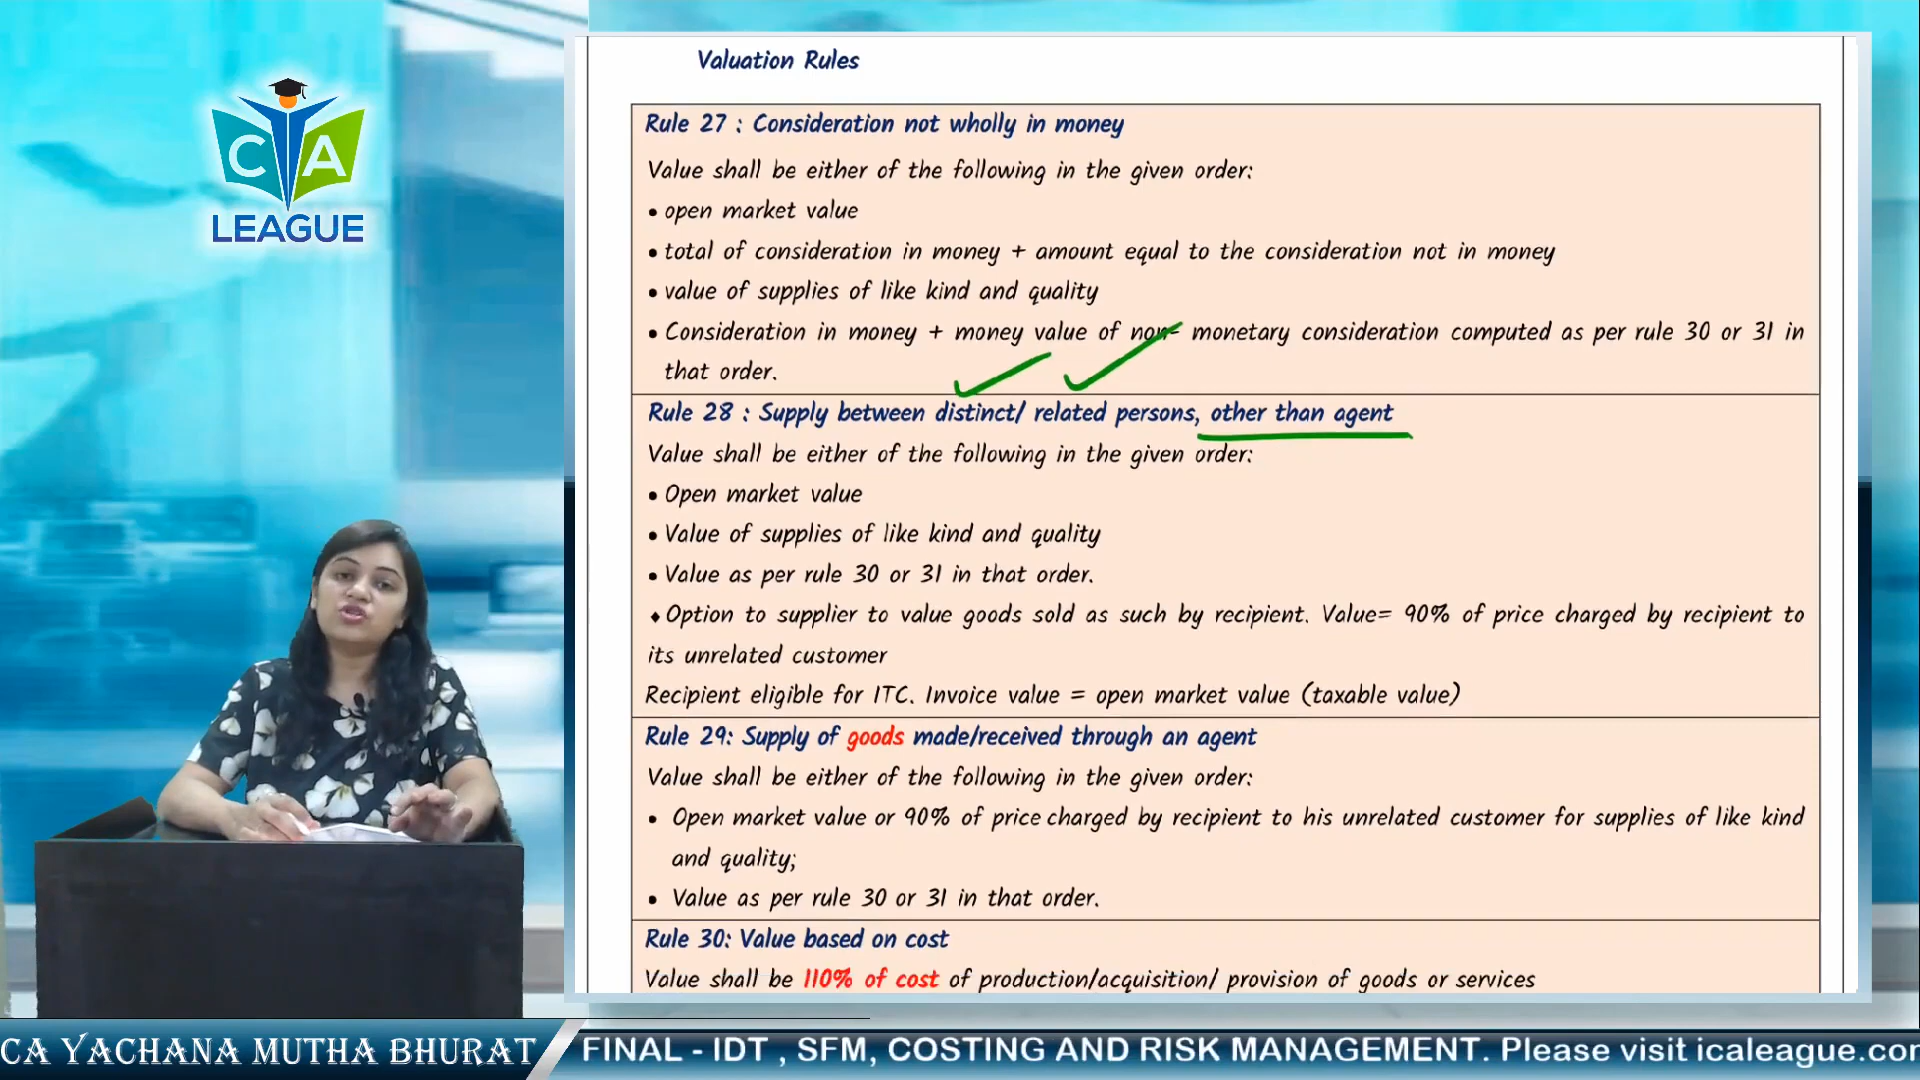 C A
LEAGUE
Valuation Rules
Rule 27 : Consideration not wholly in money
Value shall be either of the following in the given order:
• open market value
• total of consideration in money + amount equal to the consideration not in money
• value of supplies of like kind and quality
• Consideration in money + money value of non- monetary consideration computed as per rule 30 or 31 in
that order.
Rule 28 : Supply between distinct/ related persons, other than agent
Value shall be either of the following in the given order:
• Open market value
• Value of supplies of like kind and quality
• Value as per rule 30 or 31 in that order.
♦ Option to supplier to value goods sold as such by recipient. Value= 90% of price charged by recipient to
its unrelated customer
Recipient eligible for ITC. Invoice value = open market value (taxable value)
Rule 29: Supply of goods made/received through an agent
Value shall be either of the following in the given order:
• Open market value or 90% of price charged by recipient to his unrelated customer for supplies of like kind
and quality;
• Value as per rule 30 or 31 in that order.
Rule 30: Value based on cost
Value shall be 110% of cost of production/acquisition/ provision of goods or services
CA YACHANA MUTHA BHURAT
FINAL - IDT , SFM, COSTING AND RISK MANAGEMENT. Please visit icaleague.co